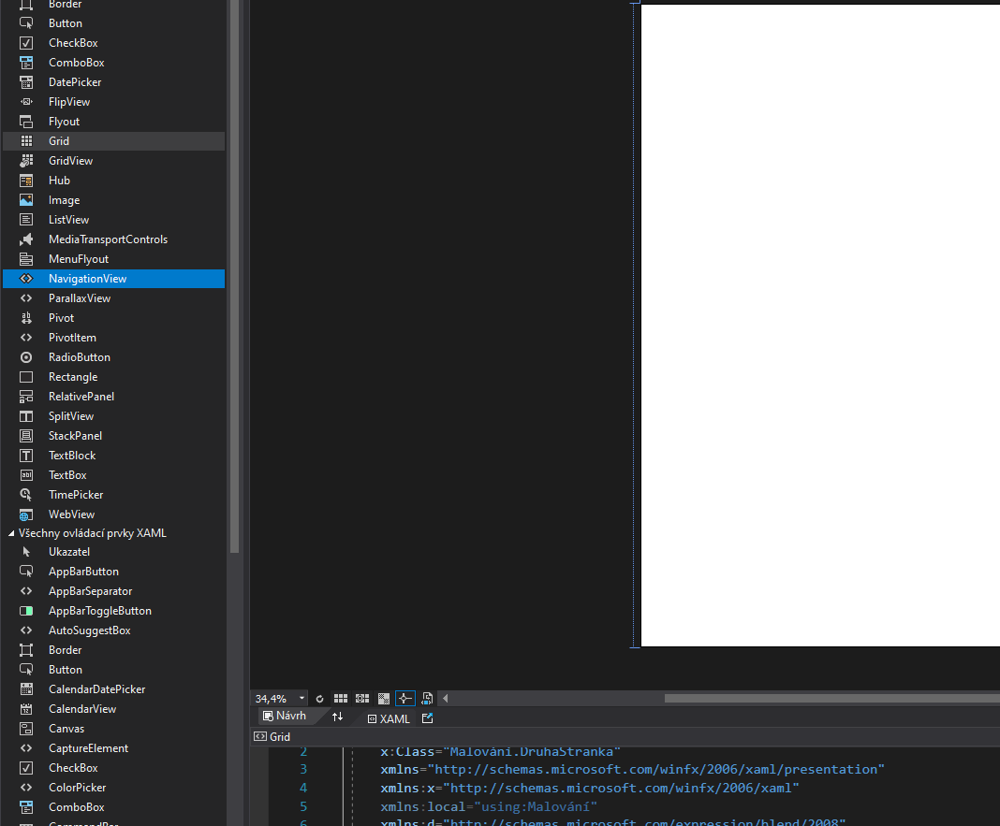 Border
Button
CheckBox
ComboBox
DatePicker
FlipView
Flyout
Grid
GridView
Hub
Image
ListView
MediaTransportControls
MenuFlyout
NavigationView
ParallaxView
Pivot
PivotItem
RadioButton
Rectangle
RelativePanel
SplitView
StackPanel
TextBlock
TextBox
TimePicker
WebView
Všechny ovládací prvky XAML
Ukazatel
AppBarButton
AppBarSeparator
AppBarToggleButton
AutoSuggestBox
Border
Button
CalendarDatePicker
CalendarView
Canvas
CaptureElement
CheckBox
ColorPicker
ComboBox
CommandBar
34,4%
Návrh
XAML
Grid
2 x:Class="Malování.DruhaStranka"
3 xmlns="http://schemas.microsoft.com/winfx/2006/xaml/presentation"
4 xmlns:x="http://schemas.microsoft.com/winfx/2006/xaml"
5 xmlns:local="using:Malování"
6 xmlns:d="http://schemas.microsoft.com/expression/blend/2008"